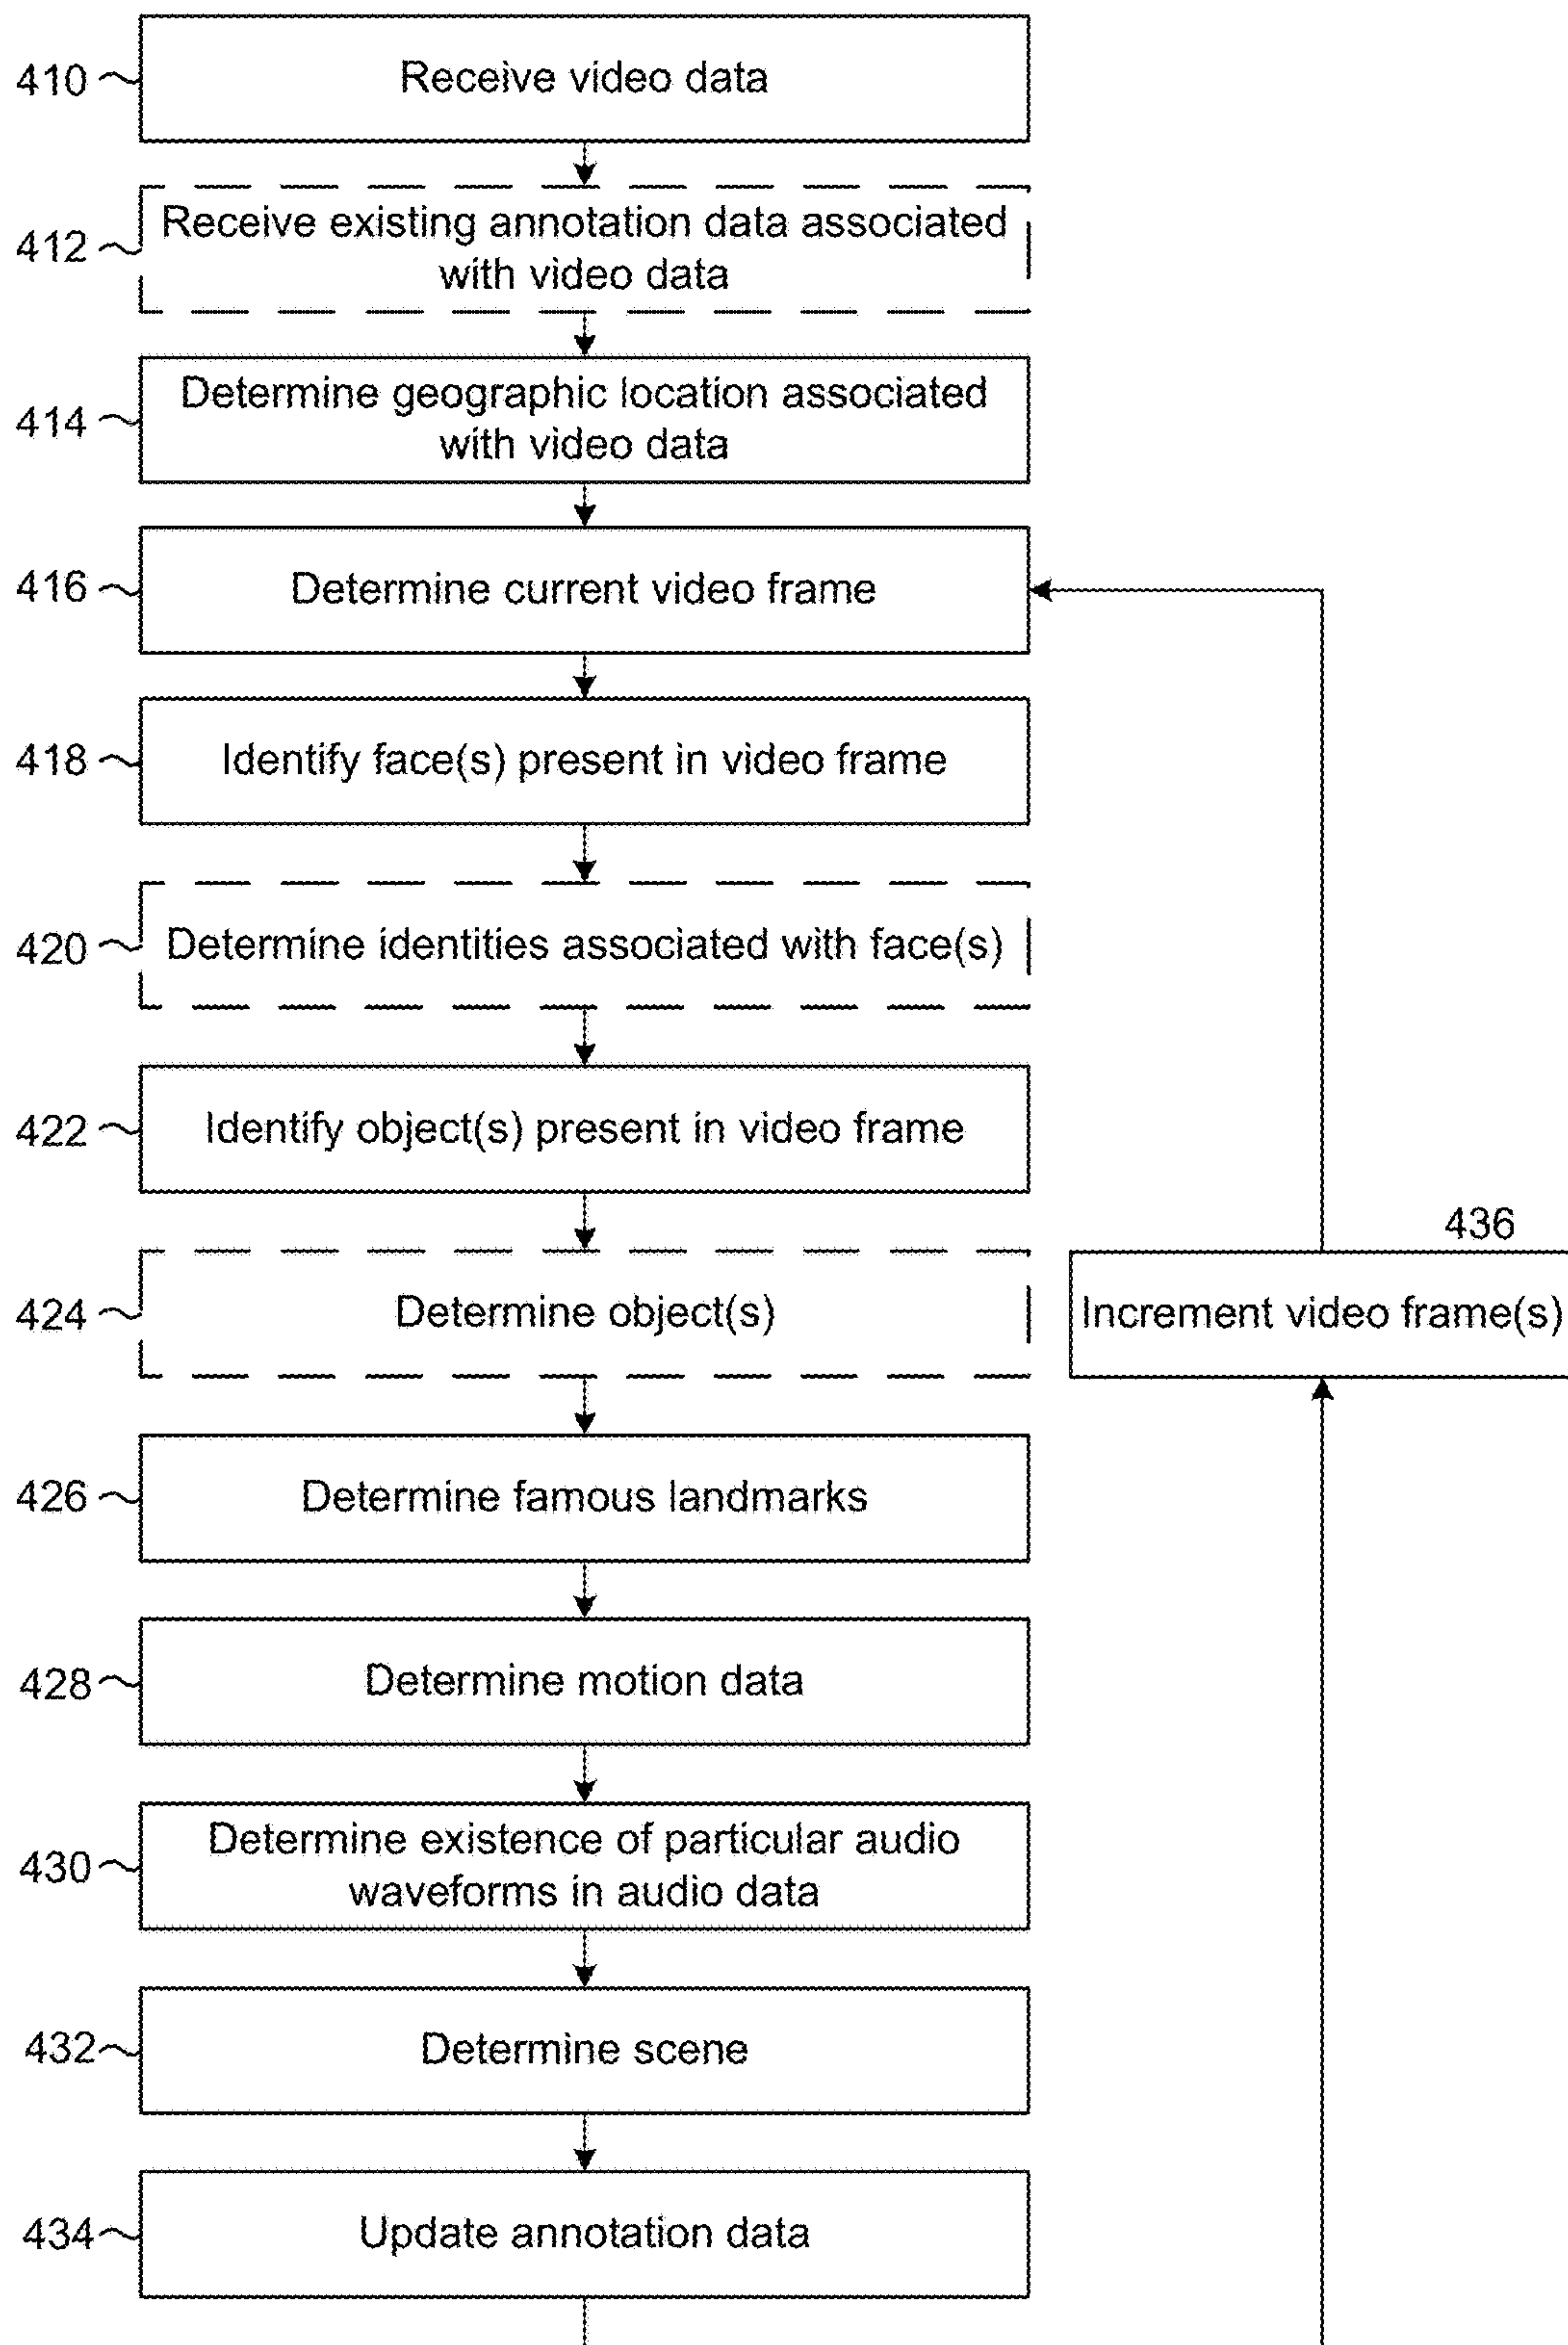 410
Receive video data
412
Receive existing annotation data associated
with video data
414
Determine geographic location associated
with video data
416
Determine current video frame
418
Identify face(s) present in video frame
420
Determine identities associated with face(s)
422
Identify object(s) present in video frame
436
424
Determine object(s)
Increment video frame(s)
426
Determine famous landmarks
428
Determine motion data
430
Determine existence of particular audio
waveforms in audio data
432
Determine scene
434
Update annotation data